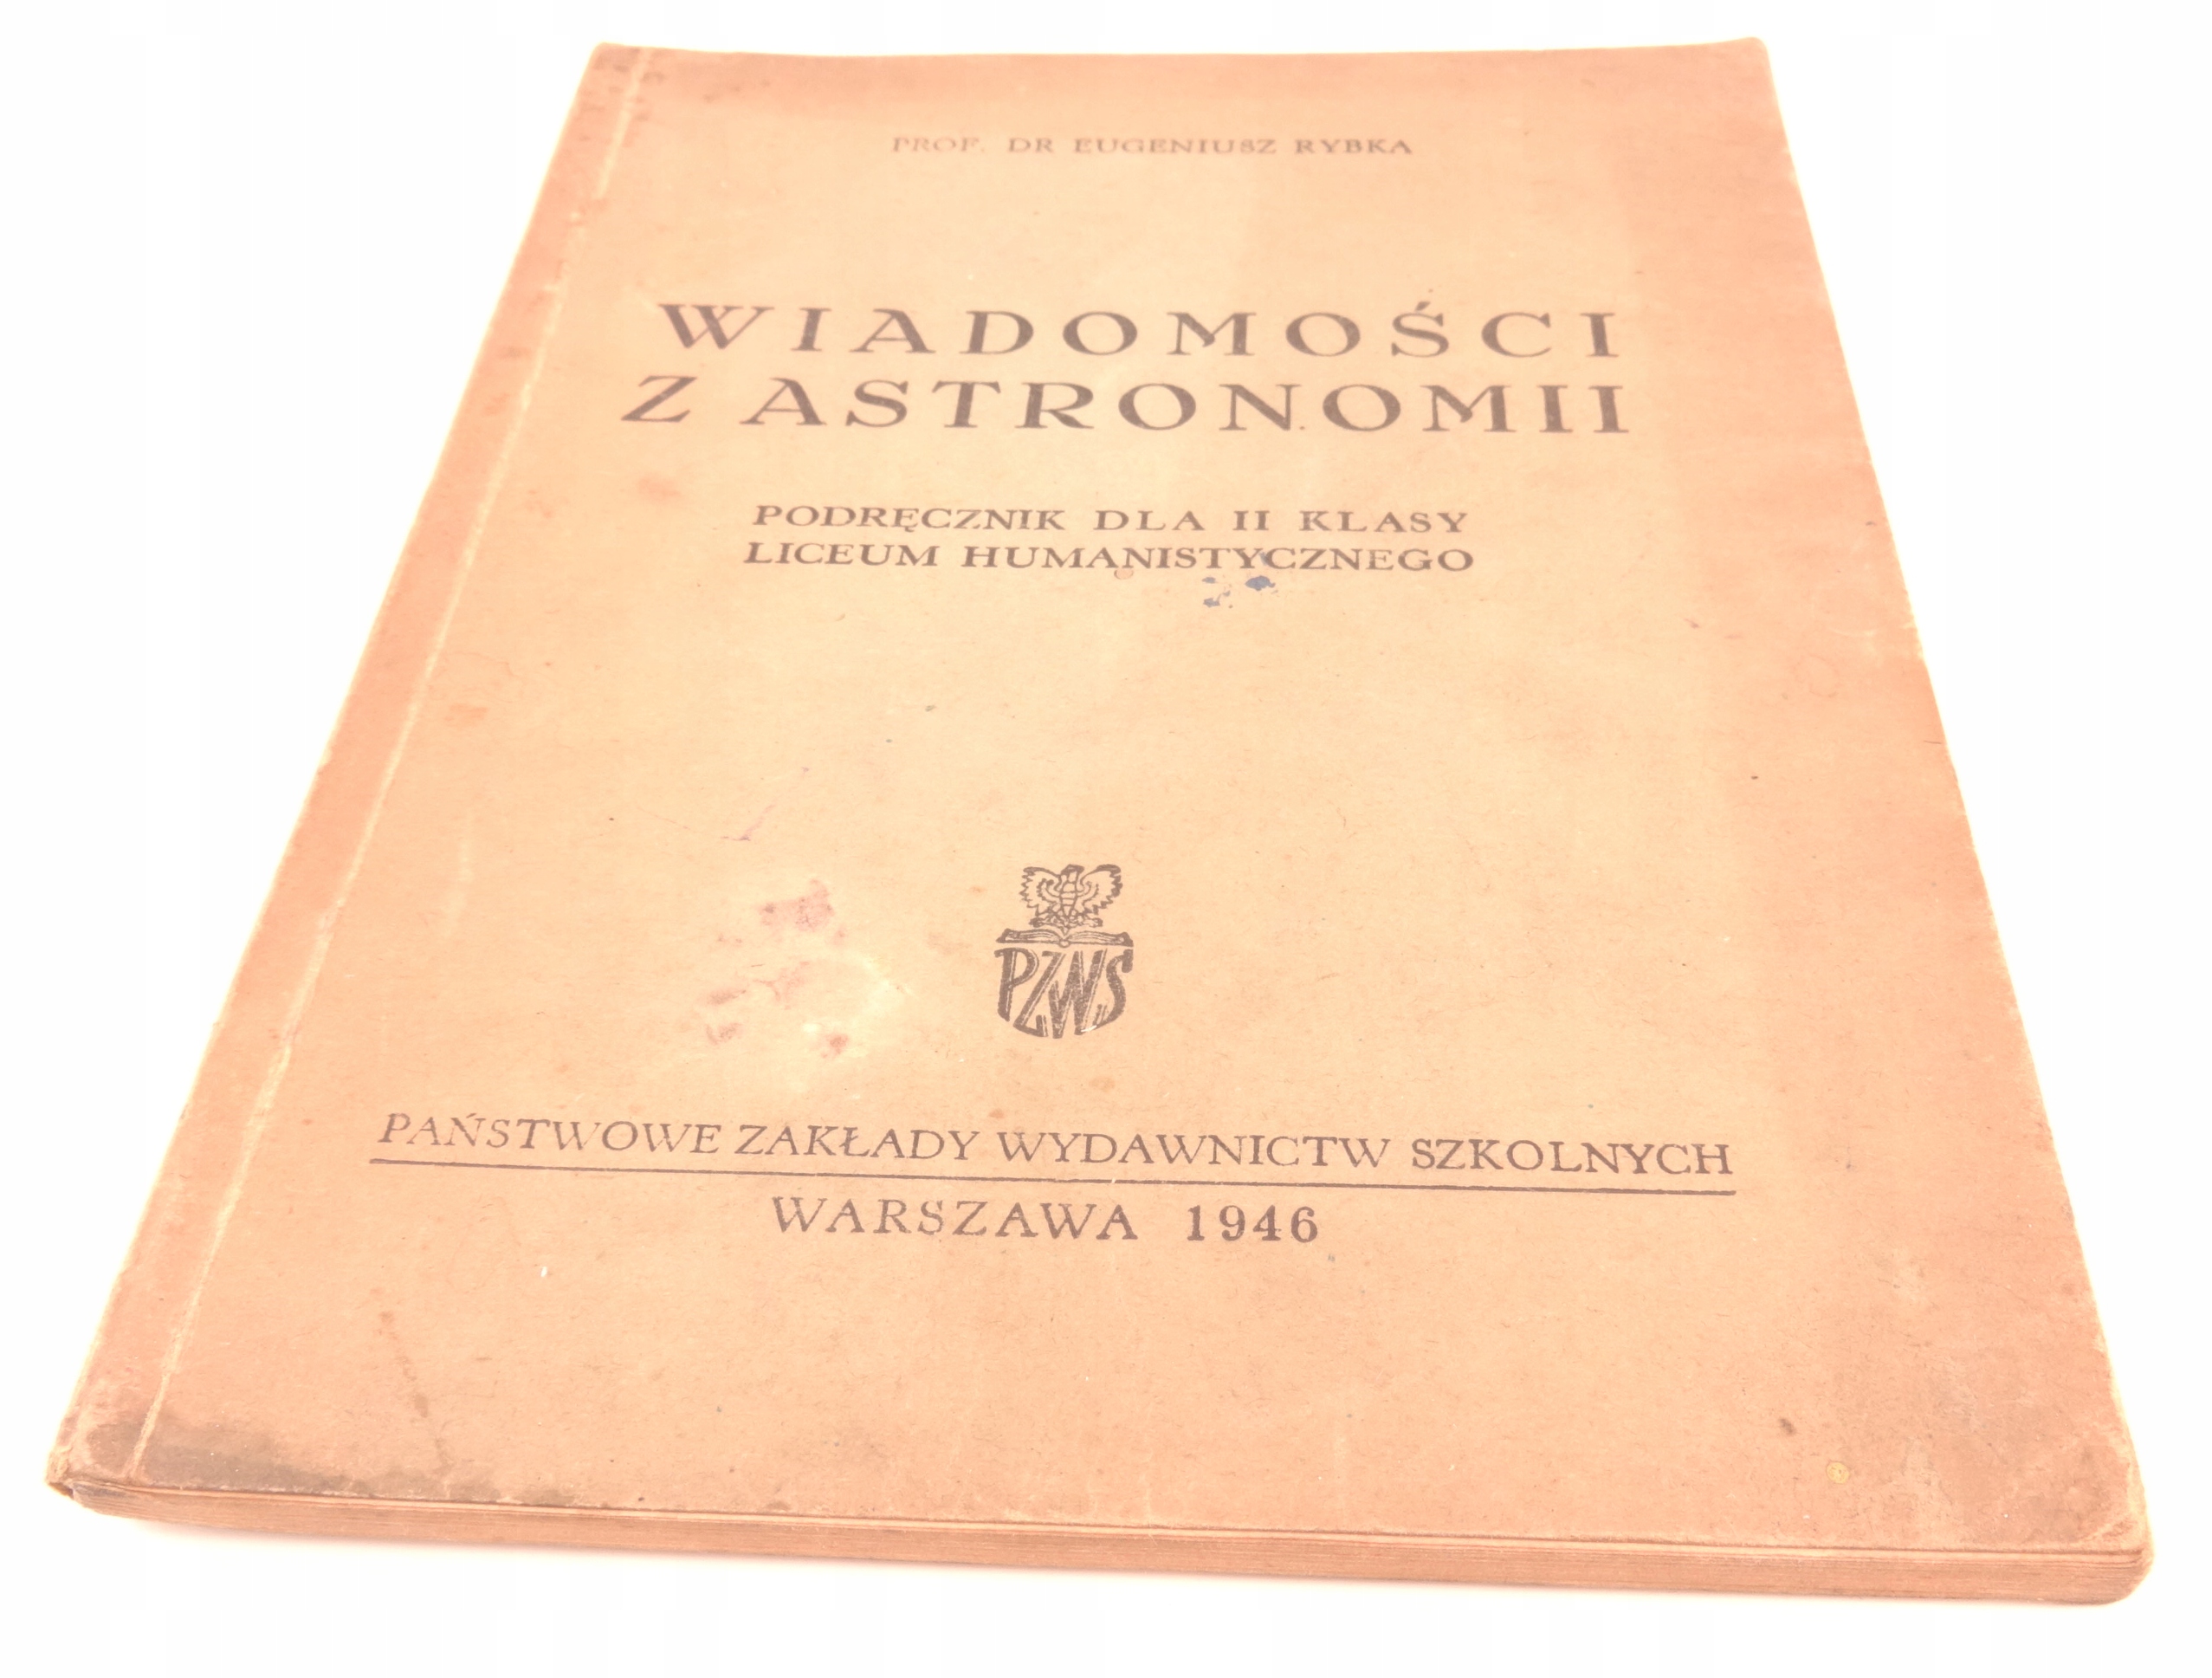 PROF. DR EUGENIUSZ RYBKA
WIADOMOŚCI
Z ASTRONOMII
PODRĘCZNIK DLA II KLASY
LICEUM HUMANISTYCZNEGO
PZWS
PAŃSTWOWE ZAKŁADY WYDAWNICTW SZKOLNYCH
WARSZAWA 1946